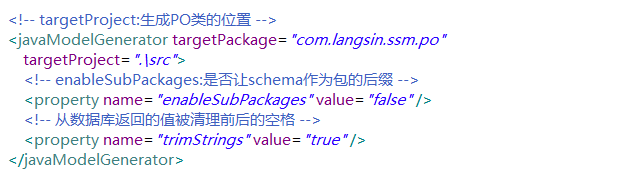 <!-- targetProject:生成PO类的位置 -->
<javaModelGenerator targetPackage="com.langsin.ssm.po"
targetProject=".\src">
<!-- enableSubPackages:是否让schema作为包的后缀 -->
<property name="enableSubPackages" value="false" />
<!-- 从数据库返回的值被清理前后的空格 -->
<property name="trimStrings" value="true" />
</javaModelGenerator>